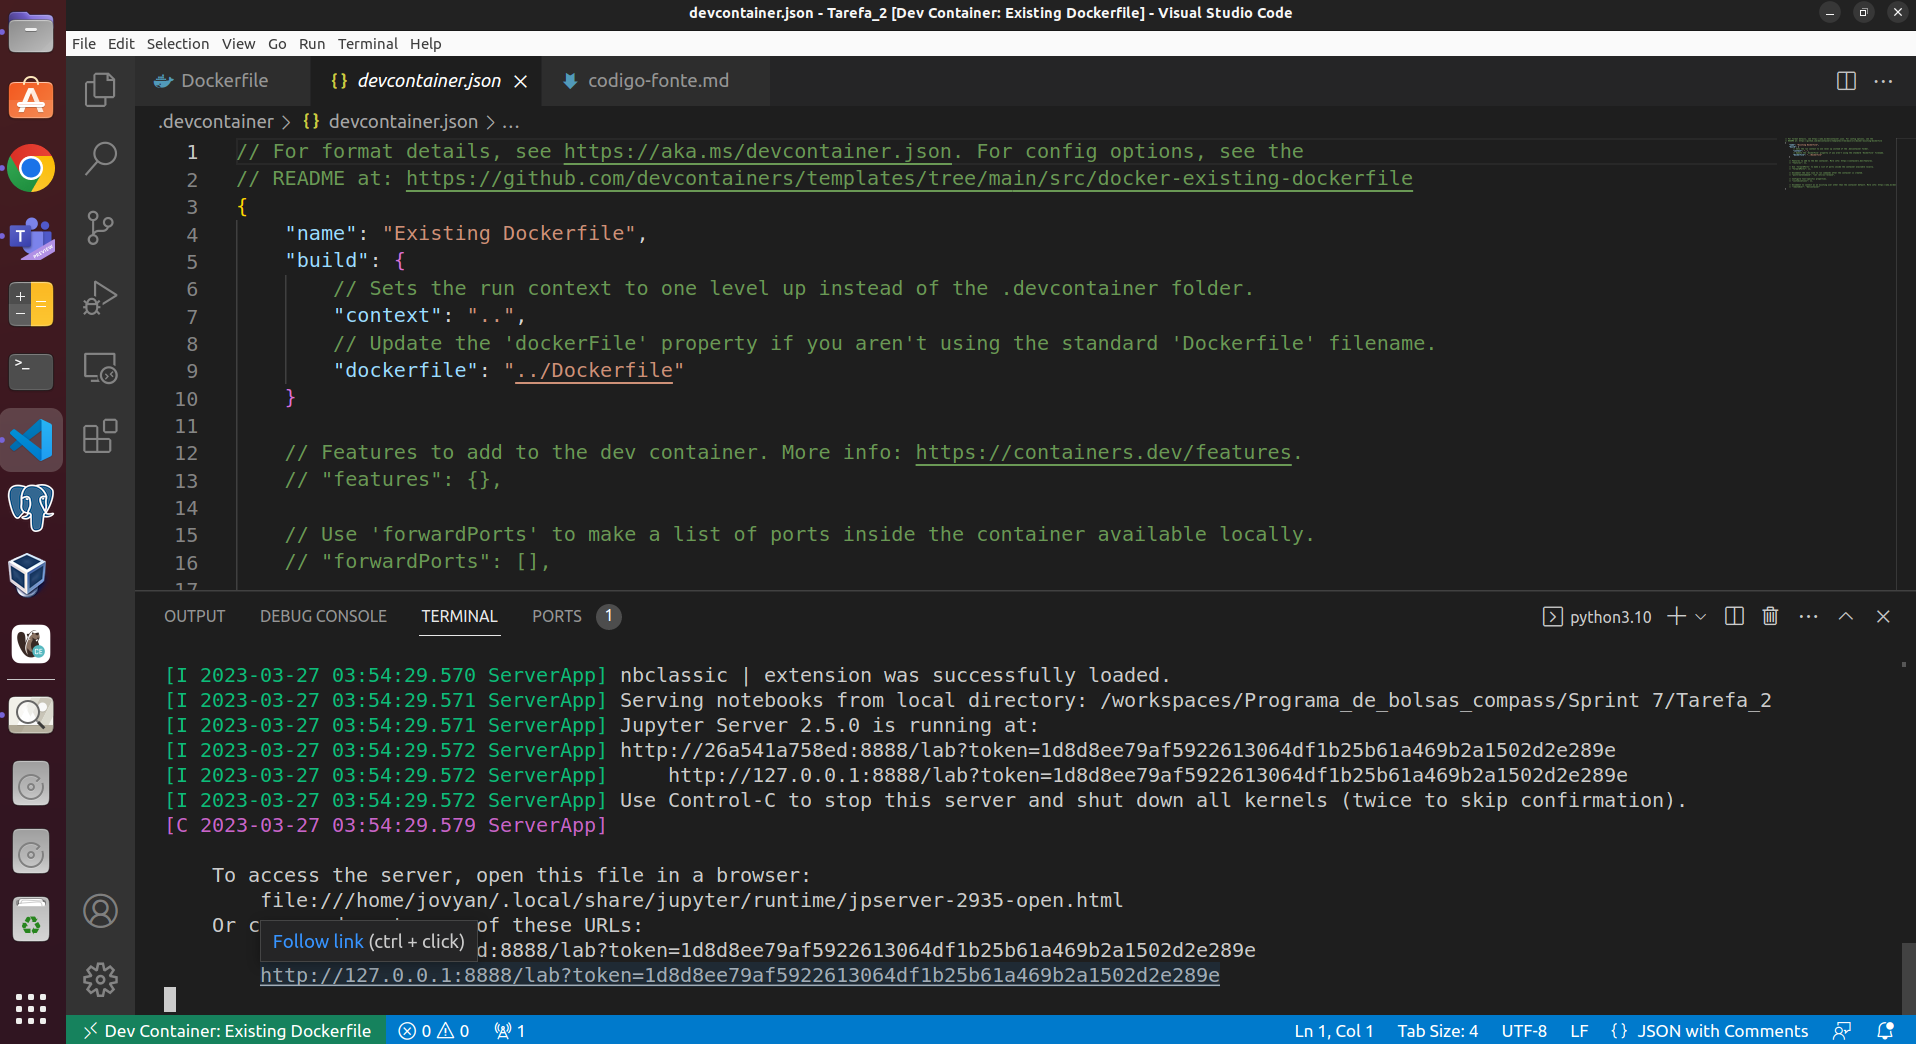 devcontainer.json - Tarefa_2 [Dev Container: Existing Dockerfile] - Visual Studio Code
File Edit Selection View Go Run Terminal Help
Dockerfile
{} devcontainer.json
codigo-fonte.md
.devcontainer > {} devcontainer.json > ...
1 // For format details, see https://aka.ms/devcontainer.json. For config options, see the
2 // README at: https://github.com/devcontainers/templates/tree/main/src/docker-existing-dockerfile
3 {
4 "name": "Existing Dockerfile",
5 "build": {
6 // Sets the run context to one level up instead of the .devcontainer folder.
7 "context": "..",
8 // Update the 'dockerFile' property if you aren't using the standard 'Dockerfile' filename.
9 "dockerfile": "../Dockerfile"
10 }
11
12 // Features to add to the dev container. More info: https://containers.dev/features.
13 // "features": {},
14
15 // Use 'forwardPorts' to make a list of ports inside the container available locally.
16 // "forwardPorts": [],
17
OUTPUT DEBUG CONSOLE TERMINAL PORTS 1
python3.10
[I 2023-03-27 03:54:29.570 ServerApp] nbclassic | extension was successfully loaded.
[I 2023-03-27 03:54:29.571 ServerApp] Serving notebooks from local directory: /workspaces/Programa_de_bolsas_compass/Sprint 7/Tarefa_2
[I 2023-03-27 03:54:29.571 ServerApp] Jupyter Server 2.5.0 is running at:
[I 2023-03-27 03:54:29.572 ServerApp] http://26a541a758ed:8888/lab?token=1d8d8ee79af5922613064df1b25b61a469b2a1502d2e289e
[I 2023-03-27 03:54:29.572 ServerApp] http://127.0.0.1:8888/lab?token=1d8d8ee79af5922613064df1b25b61a469b2a1502d2e289e
[I 2023-03-27 03:54:29.572 ServerApp] Use Control-C to stop this server and shut down all kernels (twice to skip confirmation).
[C 2023-03-27 03:54:29.579 ServerApp]
To access the server, open this file in a browser:
file:///home/jovyan/.local/share/jupyter/runtime/jpserver-2935-open.html
Or c of these URLs:
Follow link (ctrl + click)
d:8888/lab?token=1d8d8ee79af5922613064df1b25b61a469b2a1502d2e289e
http://127.0.0.1:8888/lab?token=1d8d8ee79af5922613064df1b25b61a469b2a1502d2e289e
Dev Container: Existing Dockerfile 0 0 1 Ln 1, Col 1 Tab Size: 4 UTF-8 LF {} JSON with Comments